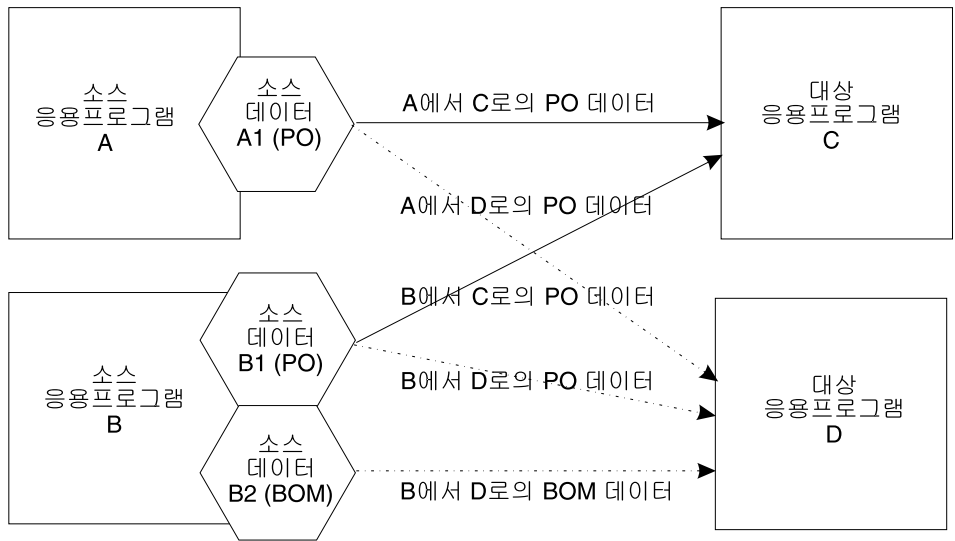 소스
응용프로그램
A
소스
데이터
A1 (PO)
A에서 C로의 PO 데이터
대상
응용프로그램
C
A에서 D로의 PO 데이터
B에서 C로의 PO 데이터
소스
응용프로그램
B
소스
데이터
B1 (PO)
B에서 D로의 PO 데이터
대상
응용프로그램
D
소스
데이터
B2 (BOM)
B에서 D로의 BOM 데이터